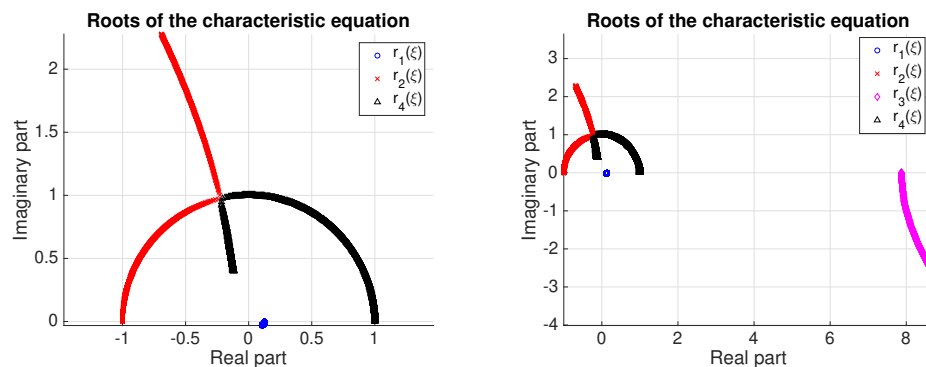 Roots of the characteristic equation
Imaginary part
2
1.5
1
0.5
0
-1
-0.5
0
0.5
1
Real part
r1(ξ)
r2(ξ)
r4(ξ)
Roots of the characteristic equation
Imaginary part
3
2
1
0
-1
-2
-3
-4
0
2
4
6
8
Real part
r1(ξ)
r2(ξ)
r3(ξ)
r4(ξ)